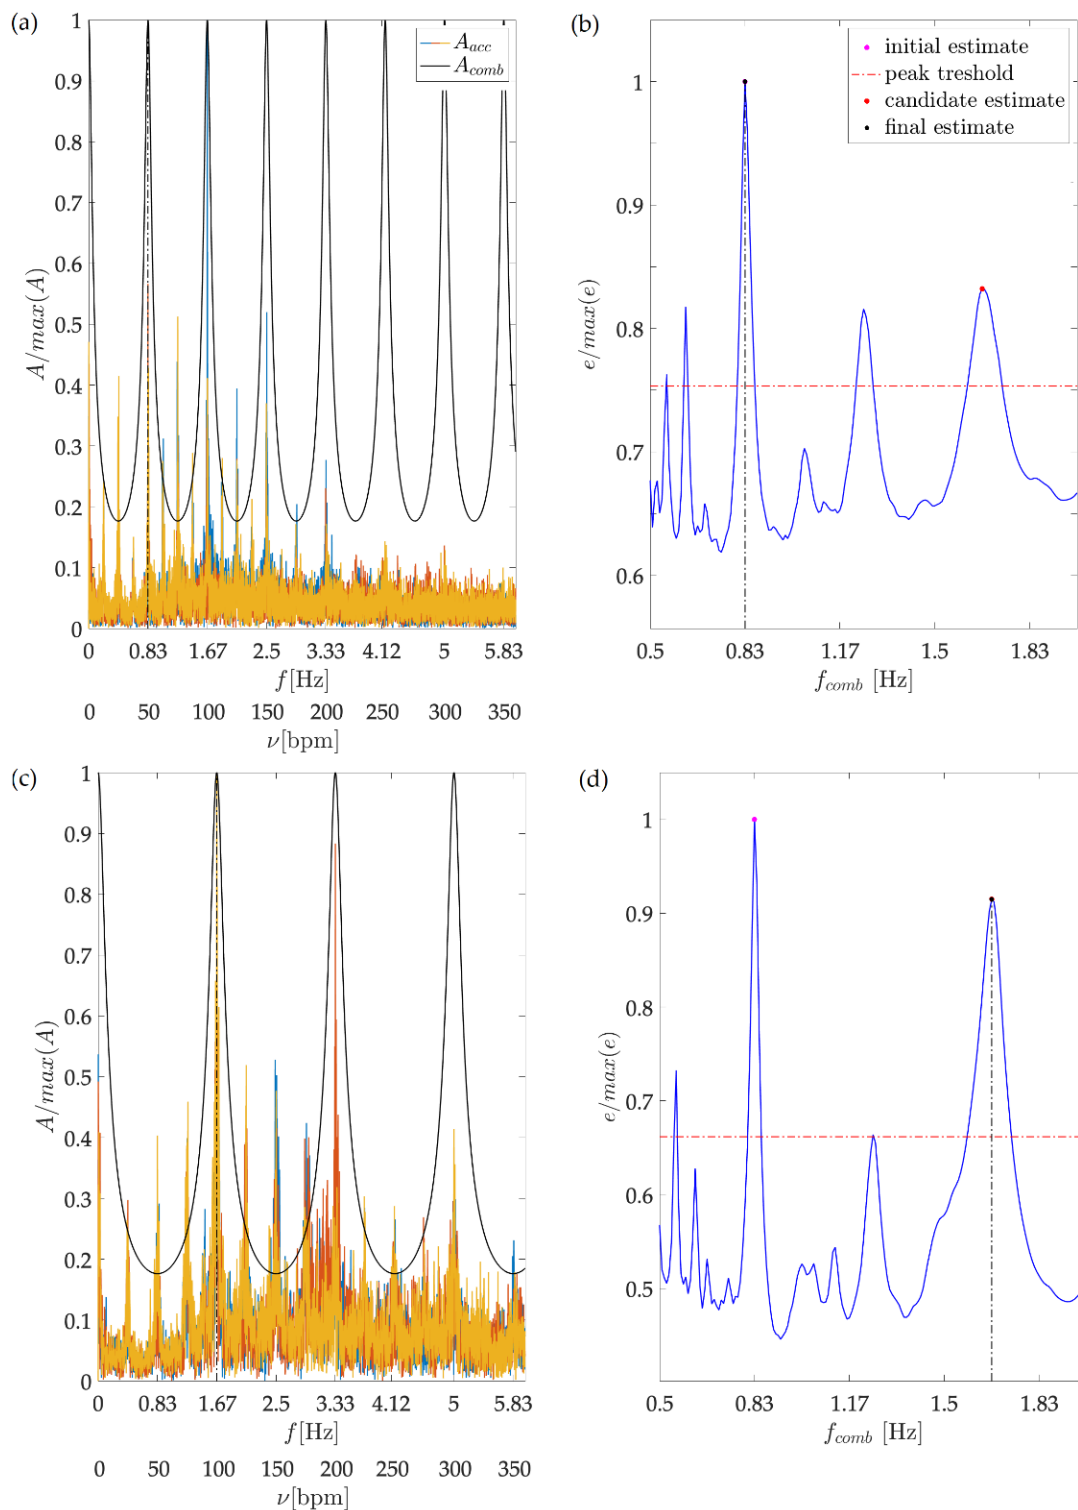 (a)
1
0.9
0.8
0.7
0.6
0.5
0.4
0.3
0.2
0.1
0
A/max(A)
A_acc
A_comb
0 0.83 1.67 2.5 3.33 4.12 5 5.83
f[Hz]
0 50 100 150 200 250 300 350
ν[bpm]
(b)
initial estimate
peak treshold
candidate estimate
final estimate
1
0.9
0.8
0.7
0.6
e/max(e)
0.5 0.83 1.17 1.5 1.83
f_comb [Hz]
(c)
1
0.9
0.8
0.7
0.6
0.5
0.4
0.3
0.2
0.1
0
A/max(A)
0 0.83 1.67 2.5 3.33 4.12 5 5.83
f[Hz]
0 50 100 150 200 250 300 350
ν[bpm]
(d)
1
0.9
0.8
0.7
0.6
0.5
e/max(e)
0.5 0.83 1.17 1.5 1.83
f_comb [Hz]